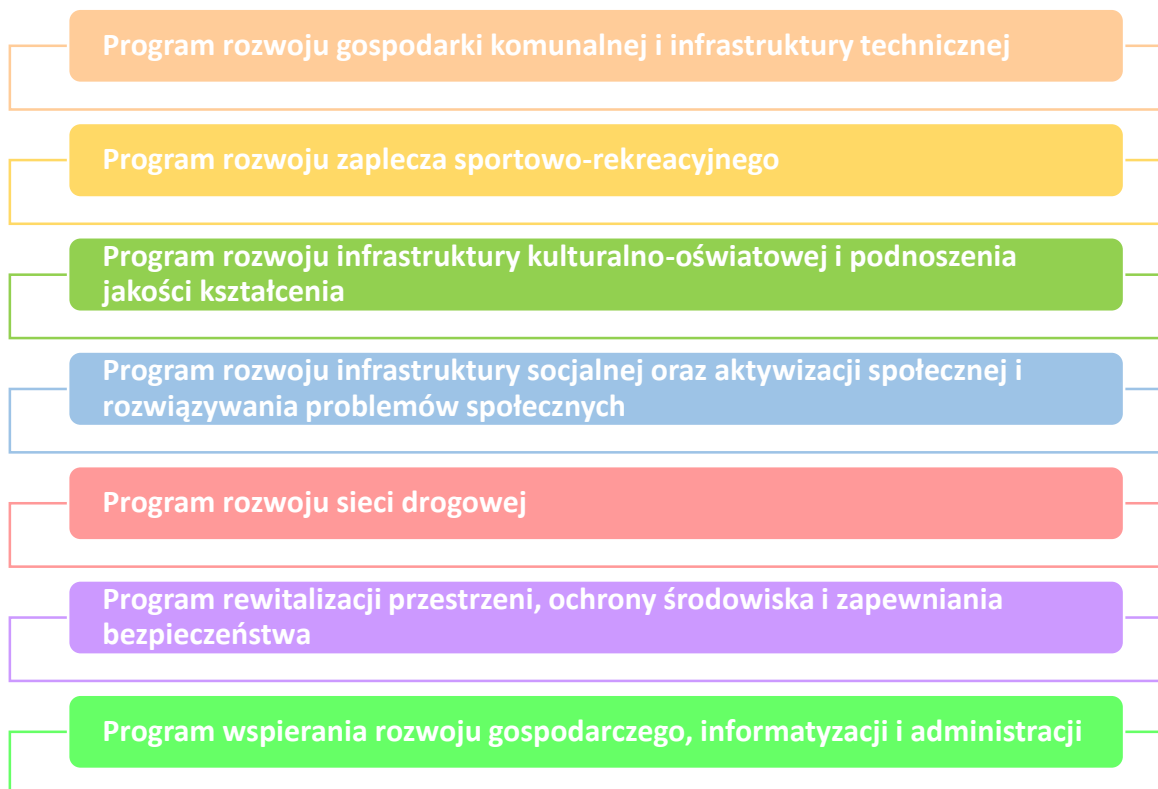 Program rozwoju gospodarki komunalnej i infrastruktury technicznej
Program rozwoju zaplecza sportowo-rekreacyjnego
Program rozwoju infrastruktury kulturalno-oświatowej i podnoszenia
jakości kształcenia
Program rozwoju infrastruktury socjalnej oraz aktywizacji społecznej i
rozwiązywania problemów społecznych
Program rozwoju sieci drogowej
Program rewitalizacji przestrzeni, ochrony środowiska i zapewniania
bezpieczeństwa
Program wspierania rozwoju gospodarczego, informatyzacji i administracji